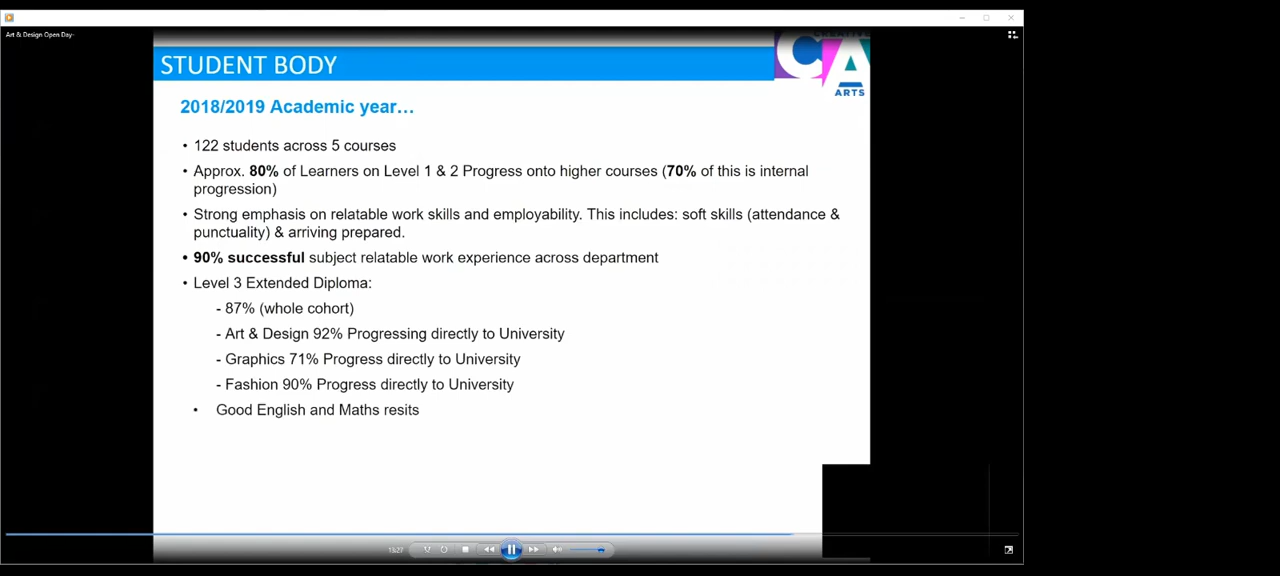 Art & Design Open Day-
STUDENT BODY
CREATIVE
CA
ARTS
2018/2019 Academic year...
• 122 students across 5 courses
• Approx. 80% of Learners on Level 1 & 2 Progress onto higher courses (70% of this is internal
progression)
• Strong emphasis on relatable work skills and employability. This includes: soft skills (attendance &
punctuality) & arriving prepared.
• 90% successful subject relatable work experience across department
• Level 3 Extended Diploma:
- 87% (whole cohort)
- Art & Design 92% Progressing directly to University
- Graphics 71% Progress directly to University
- Fashion 90% Progress directly to University
• Good English and Maths resits
13:27